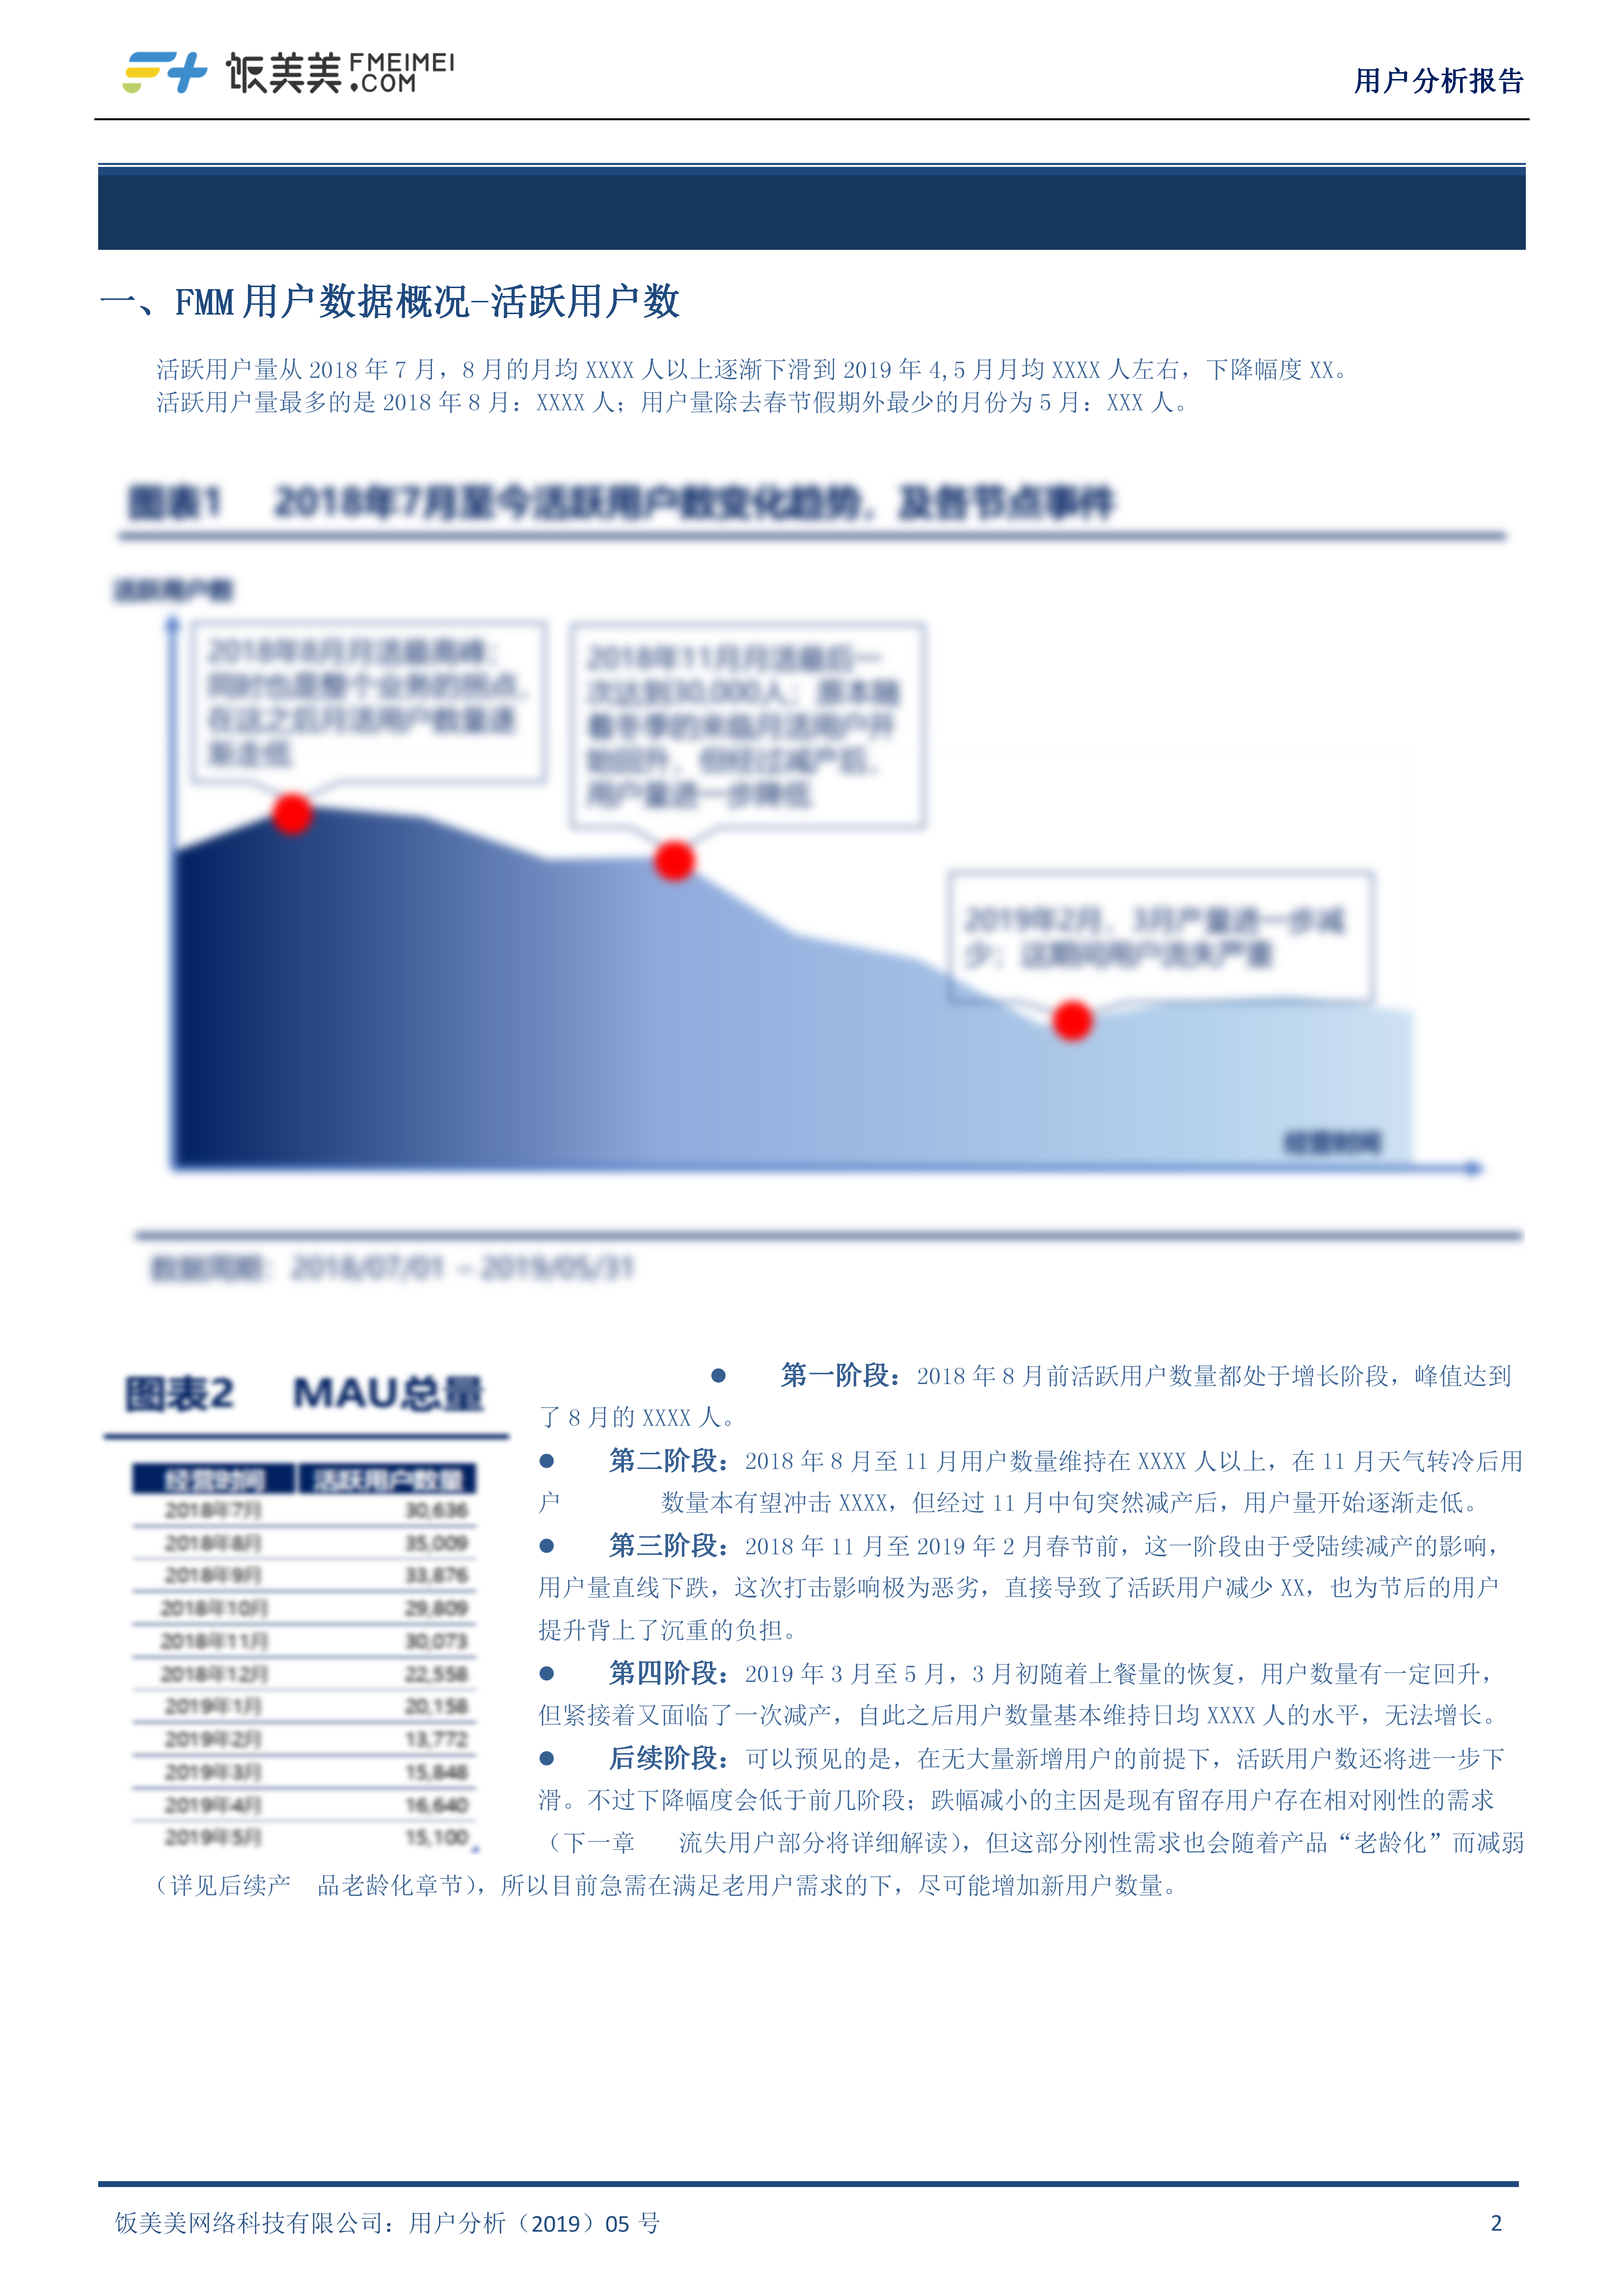 饭美美 FMEIMEI
.COM
用户分析报告
一、FMM 用户数据概况-活跃用户数
活跃用户量从 2018 年 7 月，8 月的月均 XXXX 人以上逐渐下滑到 2019 年 4,5 月月均 XXXX 人左右，下降幅度 XX。
活跃用户量最多的是 2018 年 8 月：XXXX 人；用户量除去春节假期外最少的月份为 5 月：XXX 人。
图表1 2018年7月至今活跃用户数变化趋势，及各节点事件
活跃用户数
2018年8月月活最高峰；
同时也是整个业务的拐点，
在这之后月活用户数量逐
渐走低
2018年11月月活最后一
次达到30,000人；原本随
着冬季的来临月活用户开
始回升，但经过减产后，
用户量进一步降低
2019年2月，3月产量进一步减
少；这期间用户流失严重
经营时间
数据周期：2018/07/01 – 2019/05/31
图表2 MAU总量
经营时间 活跃用户数量
2018年7月 30,636
2018年8月 35,009
2018年9月 33,876
2018年10月 29,809
2018年11月 30,073
2018年12月 22,558
2019年1月 20,158
2019年2月 13,772
2019年3月 15,848
2019年4月 16,640
2019年5月 15,100
● 第一阶段：2018 年 8 月前活跃用户数量都处于增长阶段，峰值达到
了 8 月的 XXXX 人。
● 第二阶段：2018 年 8 月至 11 月用户数量维持在 XXXX 人以上，在 11 月天气转冷后用
户 数量本有望冲击 XXXX，但经过 11 月中旬突然减产后，用户量开始逐渐走低。
● 第三阶段：2018 年 11 月至 2019 年 2 月春节前，这一阶段由于受陆续减产的影响，
用户量直线下跌，这次打击影响极为恶劣，直接导致了活跃用户减少 XX，也为节后的用户
提升背上了沉重的负担。
● 第四阶段：2019 年 3 月至 5 月，3 月初随着上餐量的恢复，用户数量有一定回升，
但紧接着又面临了一次减产，自此之后用户数量基本维持日均 XXXX 人的水平，无法增长。
● 后续阶段：可以预见的是，在无大量新增用户的前提下，活跃用户数还将进一步下
滑。不过下降幅度会低于前几阶段；跌幅减小的主因是现有留存用户存在相对刚性的需求
（下一章 流失用户部分将详细解读），但这部分刚性需求也会随着产品“老龄化”而减弱
（详见后续产 品老龄化章节），所以目前急需在满足老用户需求的下，尽可能增加新用户数量。
饭美美网络科技有限公司：用户分析（2019）05 号
2